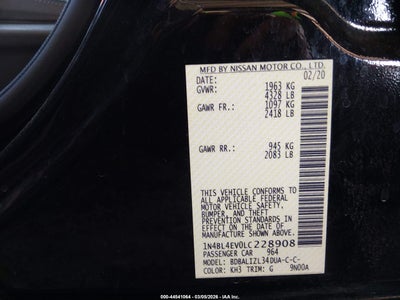 MFD BY NISSAN MOTOR CO., LTD.
DATE: 02/20
GVWR: 1963 KG
4328 LB
GAWR FR.: 1097 KG
2418 LB
GAWR RR.: 945 KG
2083 LB
THIS VEHICLE CONFORMS
TO ALL APPLICABLE FEDERAL
MOTOR VEHICLE SAFETY,
BUMPER, AND THEFT
PREVENTION STANDARDS IN
EFFECT ON THE DATE OF
MANUFACTURE SHOWN ABOVE.
1N4BL4EV0LC228908
PASSENGER CAR 964
MODEL: BDBALIZL34DUA-C-C-
COLOR: KH3 TRIM: G 9N00A
000-44541064 - 03/05/2026 - IAA